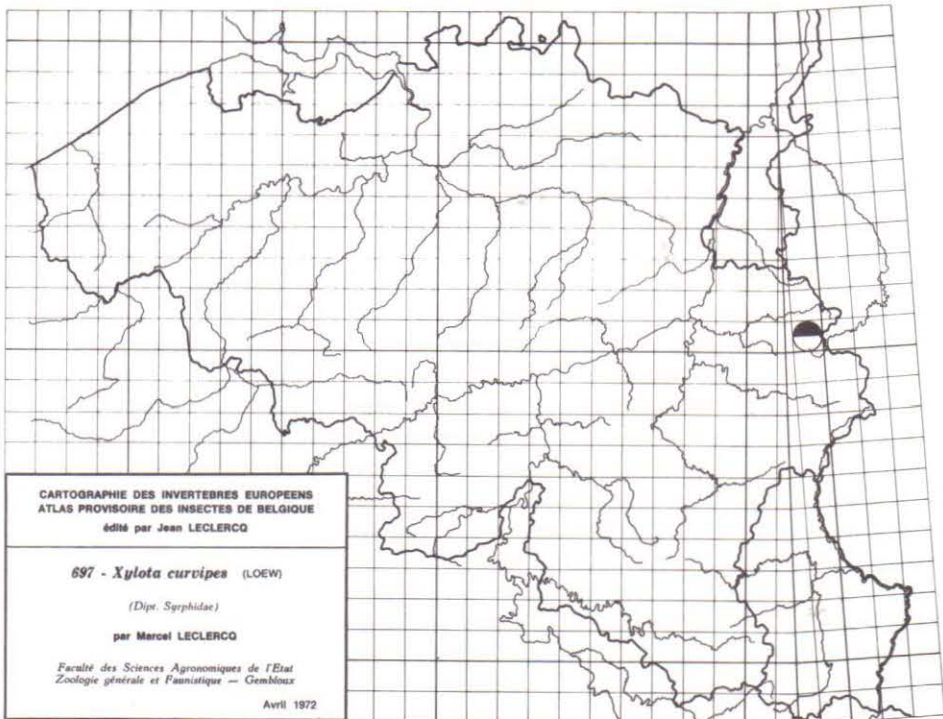 CARTOGRAPHIE DES INVERTEBRES EUROPEENS
ATLAS PROVISOIRE DES INSECTES DE BELGIQUE
édité par Jean LECLERCQ
697 - Xylota curvipes (LOEW)
(Dipt. Syrphidae)
par Marcel LECLERCQ
Faculté des Sciences Agronomiques de l'Etat
Zoologie générale et Faunistique — Gembloux
Avril 1972